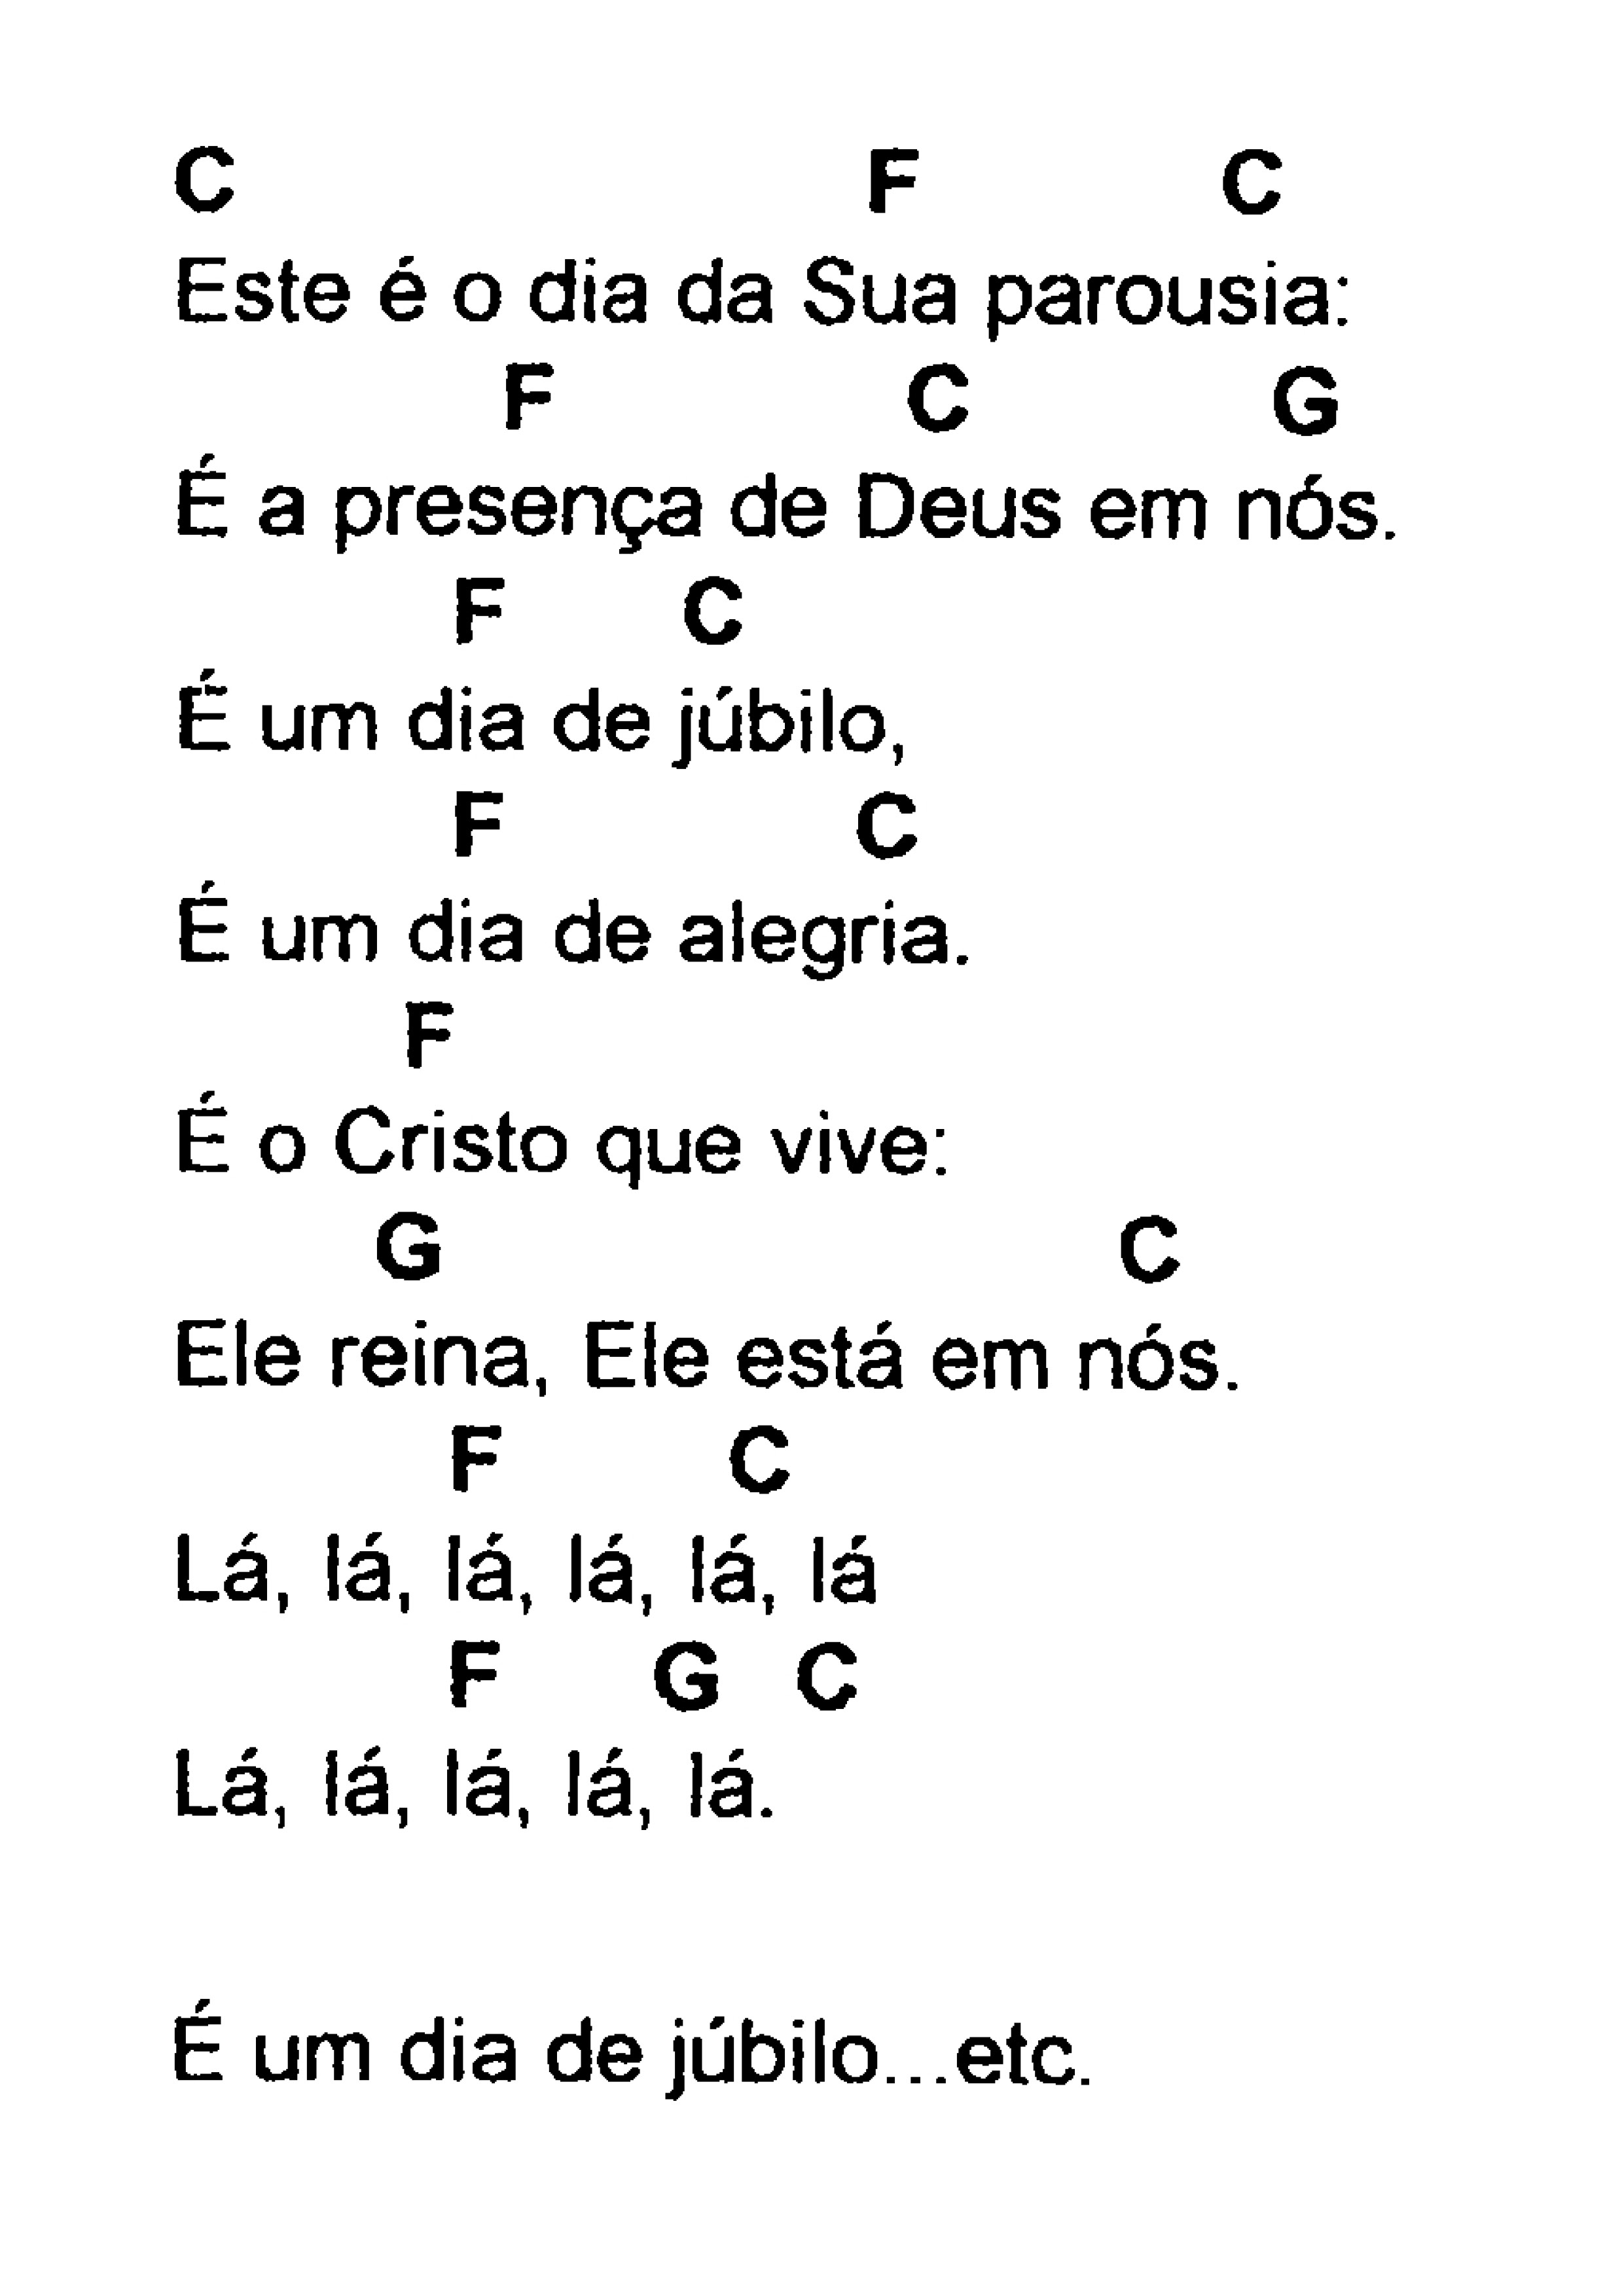 C F C
Este é o dia da Sua parousia:
F C G
É a presença de Deus em nós.
F C
É um dia de júbilo,
F C
É um dia de alegria.
F
É o Cristo que vive:
G C
Ele reina, Ele está em nós.
F C
Lá, lá, lá, lá, lá, lá
F G C
Lá, lá, lá, lá, lá.
É um dia de júbilo...etc.